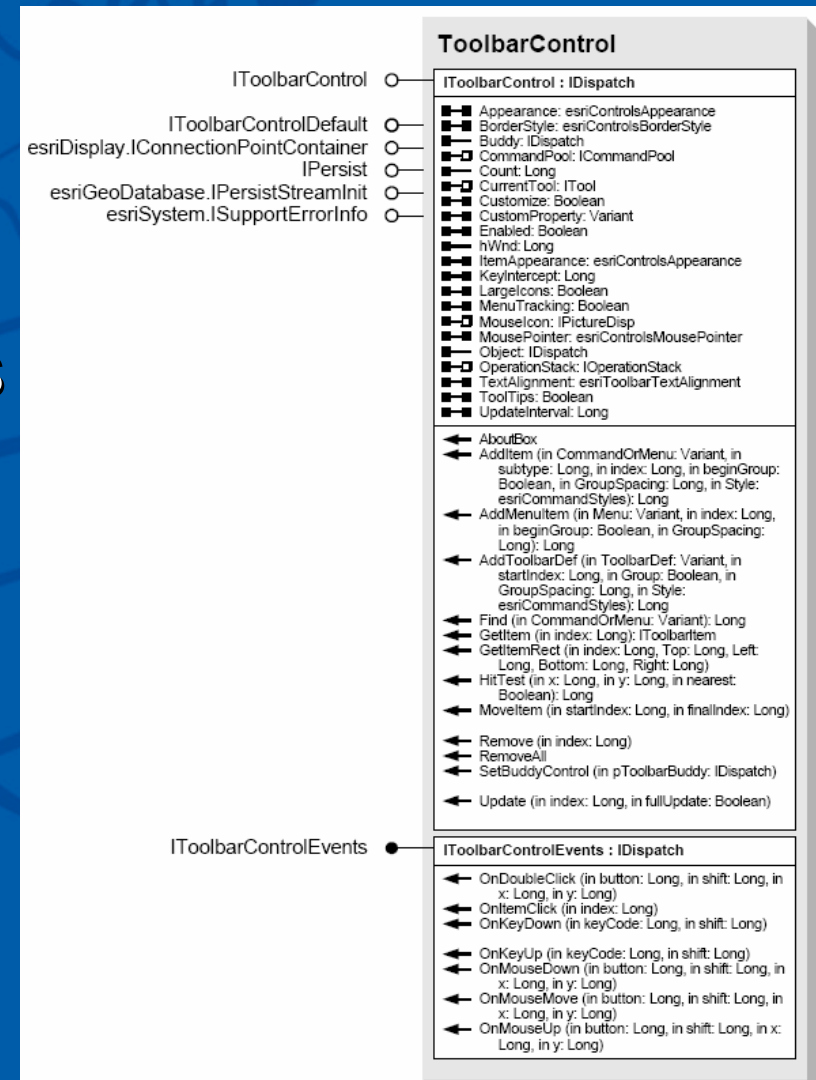 ToolbarControl
IToolbarControl
IToolbarControlDefault
esriDisplay.IConnectionPointContainer
IPersist
esriGeoDatabase.IPersistStreamInit
esriSystem.ISupportErrorInfo
IToolbarControl : IDispatch
Appearance: esriControlsAppearance
BorderStyle: esriControlsBorderStyle
Buddy: IDispatch
CommandPool: ICommandPool
Count: Long
CurrentTool: ITool
Customize: Boolean
CustomProperty: Variant
Enabled: Boolean
hWnd: Long
ItemAppearance: esriControlsAppearance
KeyIntercept: Long
LargeIcons: Boolean
MenuTracking: Boolean
MouseIcon: IPictureDisp
MousePointer: esriControlsMousePointer
Object: IDispatch
OperationStack: IOperationStack
TextAlignment: esriToolbarTextAlignment
ToolTips: Boolean
UpdateInterval: Long
AboutBox
AddItem (in CommandOrMenu: Variant, in
subtype: Long, in index: Long, in beginGroup:
Boolean, in GroupSpacing: Long, in Style:
esriCommandStyles): Long
AddMenuItem (in Menu: Variant, in index: Long,
in beginGroup: Boolean, in GroupSpacing:
Long): Long
AddToolbarDef (in ToolbarDef: Variant, in
startIndex: Long, in Group: Boolean, in
GroupSpacing: Long, in Style:
esriCommandStyles): Long
Find (in CommandOrMenu: Variant): Long
GetItem (in index: Long): IToolbarItem
GetItemRect (in index: Long, Top: Long, Left:
Long, Bottom: Long, Right: Long)
HitTest (in x: Long, in y: Long, in nearest:
Boolean): Long
MoveItem (in startIndex: Long, in finalIndex: Long)
Remove (in index: Long)
RemoveAll
SetBuddyControl (in pToolbarBuddy: IDispatch)
Update (in index: Long, in fullUpdate: Boolean)
IToolbarControlEvents
IToolbarControlEvents : IDispatch
OnDoubleClick (in button: Long, in shift: Long, in
x: Long, in y: Long)
OnItemClick (in index: Long)
OnKeyDown (in keyCode: Long, in shift: Long)
OnKeyUp (in keyCode: Long, in shift: Long)
OnMouseDown (in button: Long, in shift: Long, in
x: Long, in y: Long)
OnMouseMove (in button: Long, in shift: Long, in
x: Long, in y: Long)
OnMouseUp (in button: Long, in shift: Long, in x:
Long, in y: Long)